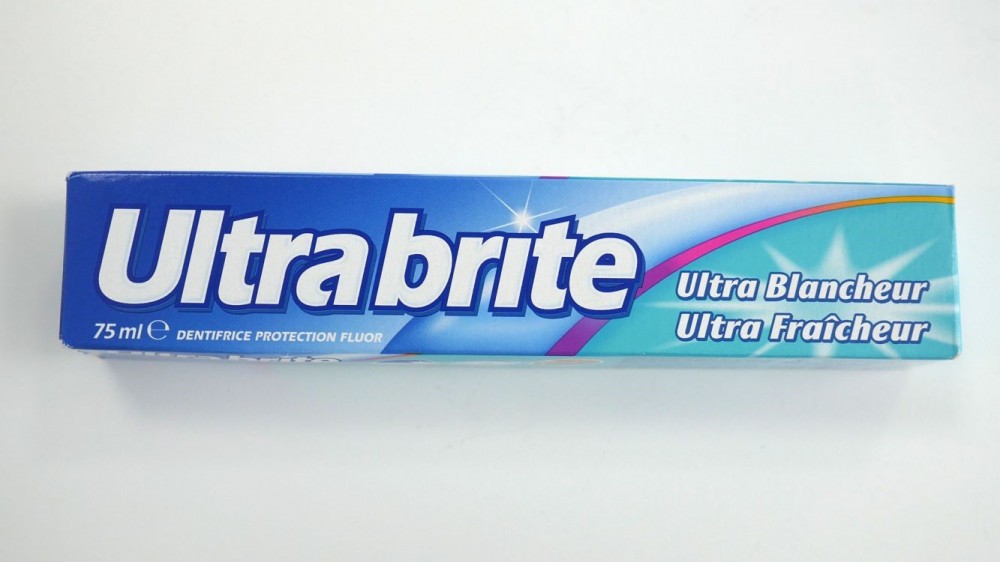 Ultra brite
75 ml ℮ DENTIFRICE PROTECTION FLUOR
Ultra Blancheur
Ultra Fraîcheur